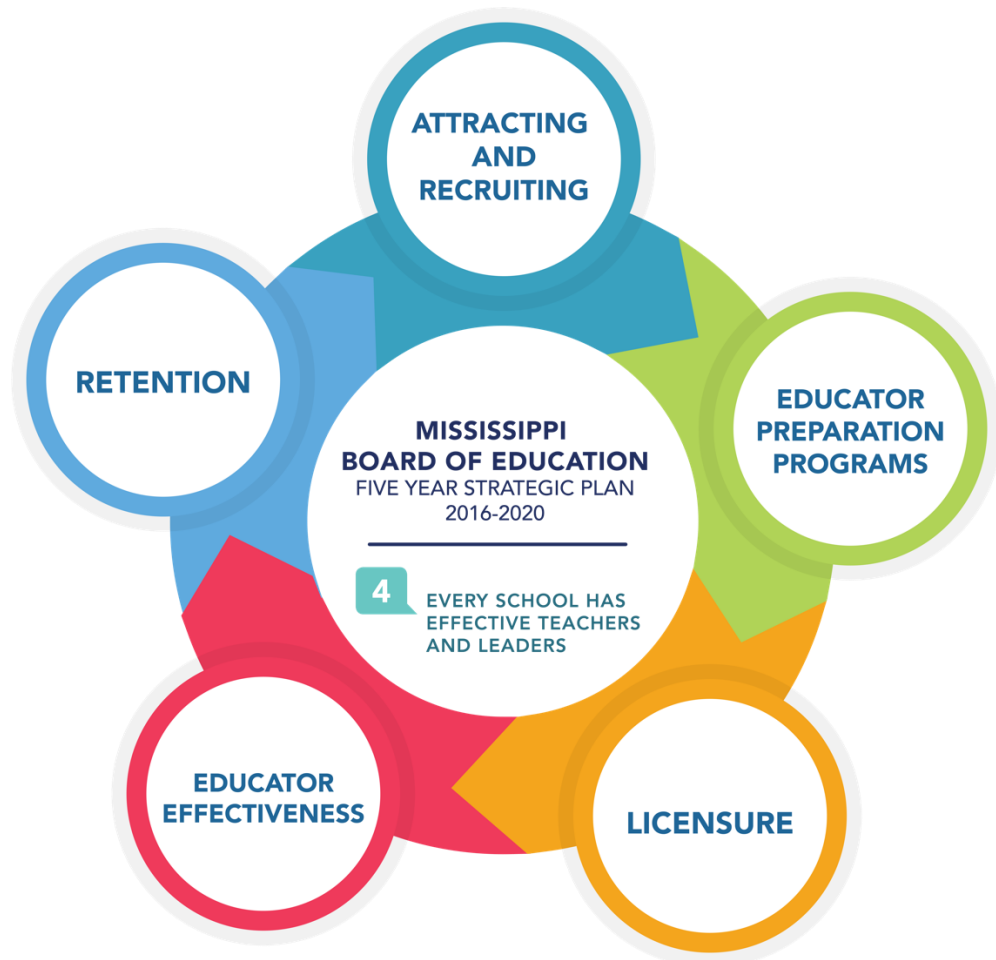 ATTRACTING
AND
RECRUITING
EDUCATOR
PREPARATION
PROGRAMS
LICENSURE
EDUCATOR
EFFECTIVENESS
RETENTION
MISSISSIPPI
BOARD OF EDUCATION
FIVE YEAR STRATEGIC PLAN
2016-2020
4
EVERY SCHOOL HAS
EFFECTIVE TEACHERS
AND LEADERS